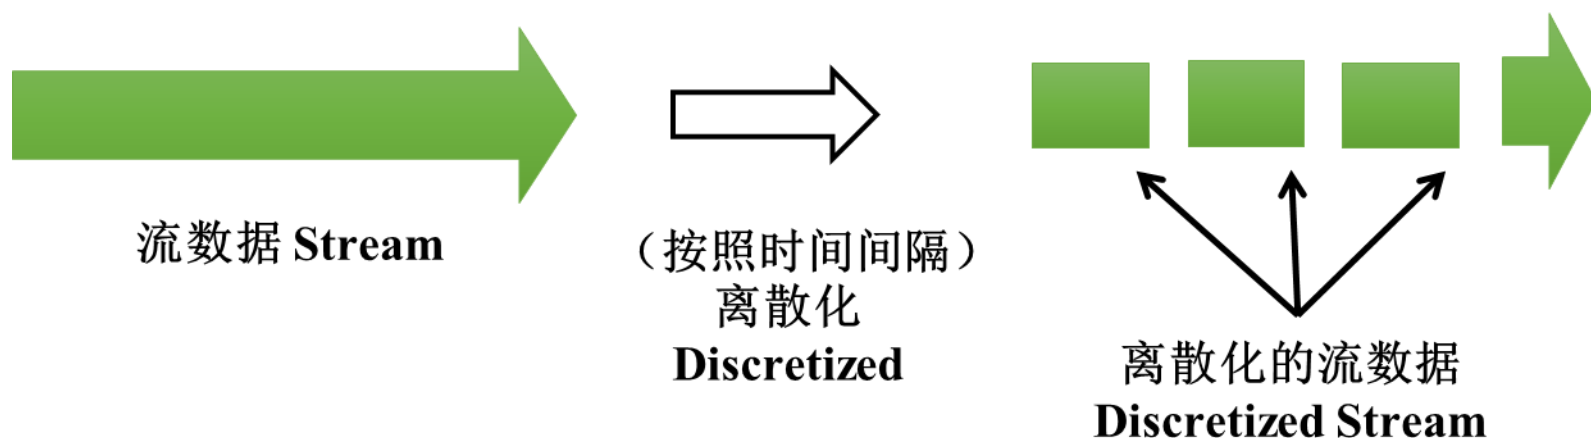 流数据 Stream
（按照时间间隔）
离散化
Discretized
离散化的流数据
Discretized Stream